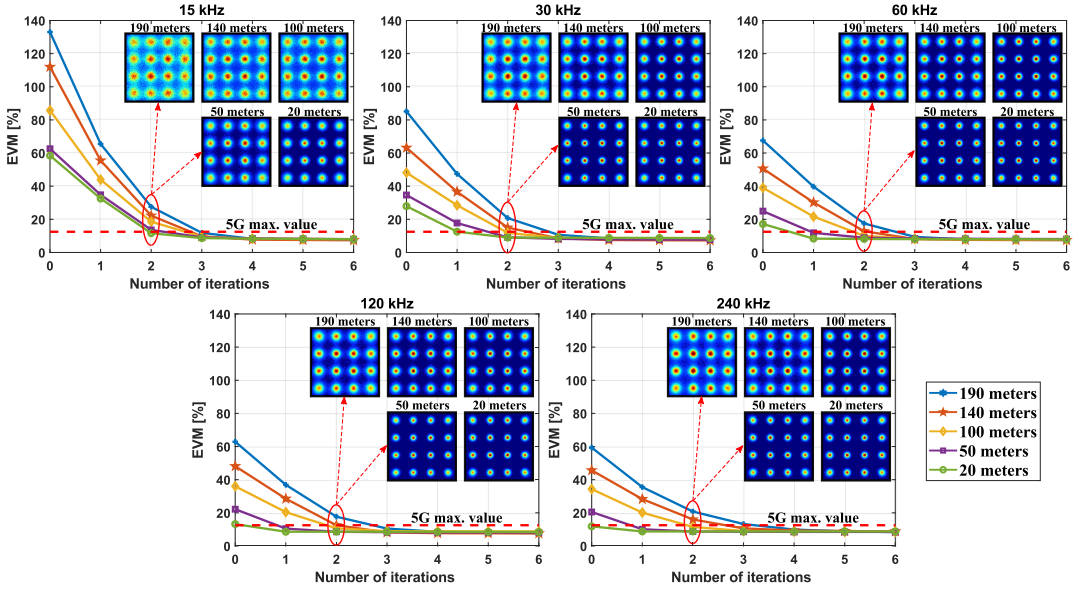 15 kHz
140
120
100
80
60
40
20
0
EVM [%]
190 meters 140 meters 100 meters
50 meters 20 meters
5G max. value
0 1 2 3 4 5 6
Number of iterations
30 kHz
140
120
100
80
60
40
20
0
EVM [%]
190 meters 140 meters 100 meters
50 meters 20 meters
5G max. value
0 1 2 3 4 5 6
Number of iterations
60 kHz
140
120
100
80
60
40
20
0
EVM [%]
190 meters 140 meters 100 meters
50 meters 20 meters
5G max. value
0 1 2 3 4 5 6
Number of iterations
120 kHz
140
120
100
80
60
40
20
0
EVM [%]
190 meters 140 meters 100 meters
50 meters 20 meters
5G max. value
0 1 2 3 4 5 6
Number of iterations
240 kHz
140
120
100
80
60
40
20
0
EVM [%]
190 meters 140 meters 100 meters
50 meters 20 meters
5G max. value
0 1 2 3 4 5 6
Number of iterations
190 meters
140 meters
100 meters
50 meters
20 meters